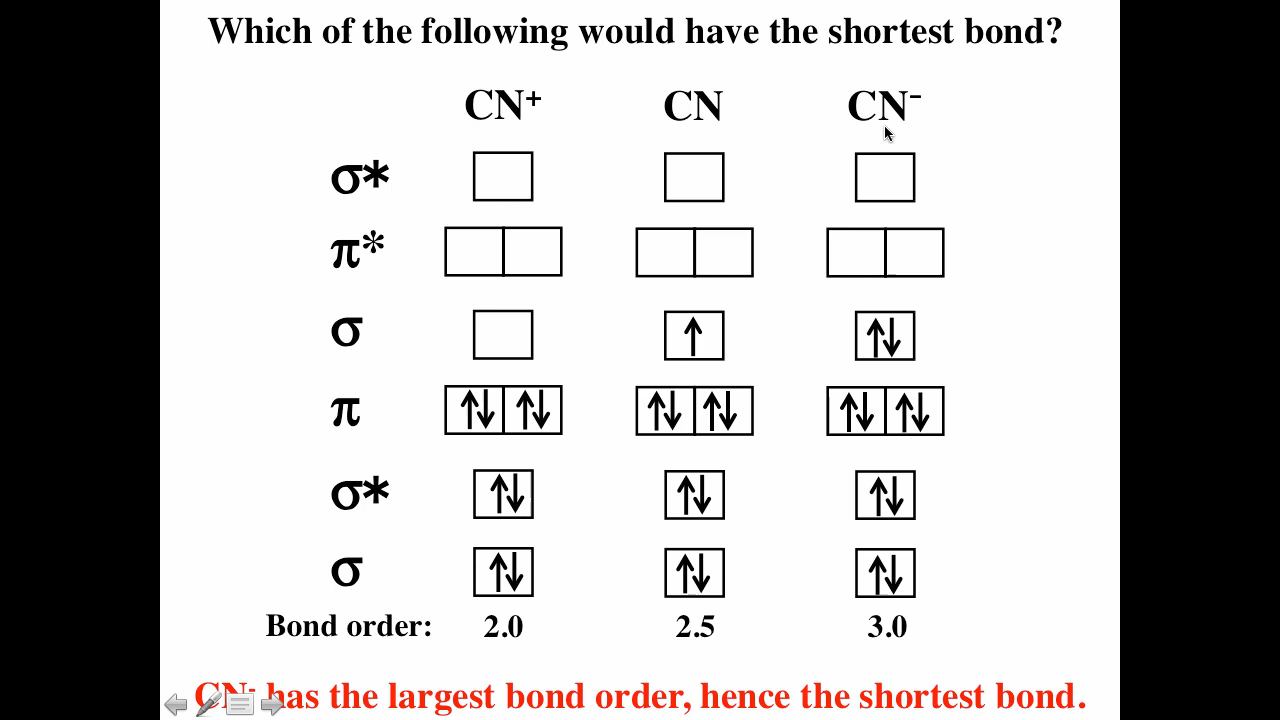 Which of the following would have the shortest bond?
CN⁺ CN CN⁻
σ*
π*
σ ↑ ↑↓
π ↑↓ ↑↓ ↑↓ ↑↓ ↑↓ ↑↓
σ* ↑↓ ↑↓ ↑↓
σ ↑↓ ↑↓ ↑↓
Bond order: 2.0 2.5 3.0
CN⁻ has the largest bond order, hence the shortest bond.